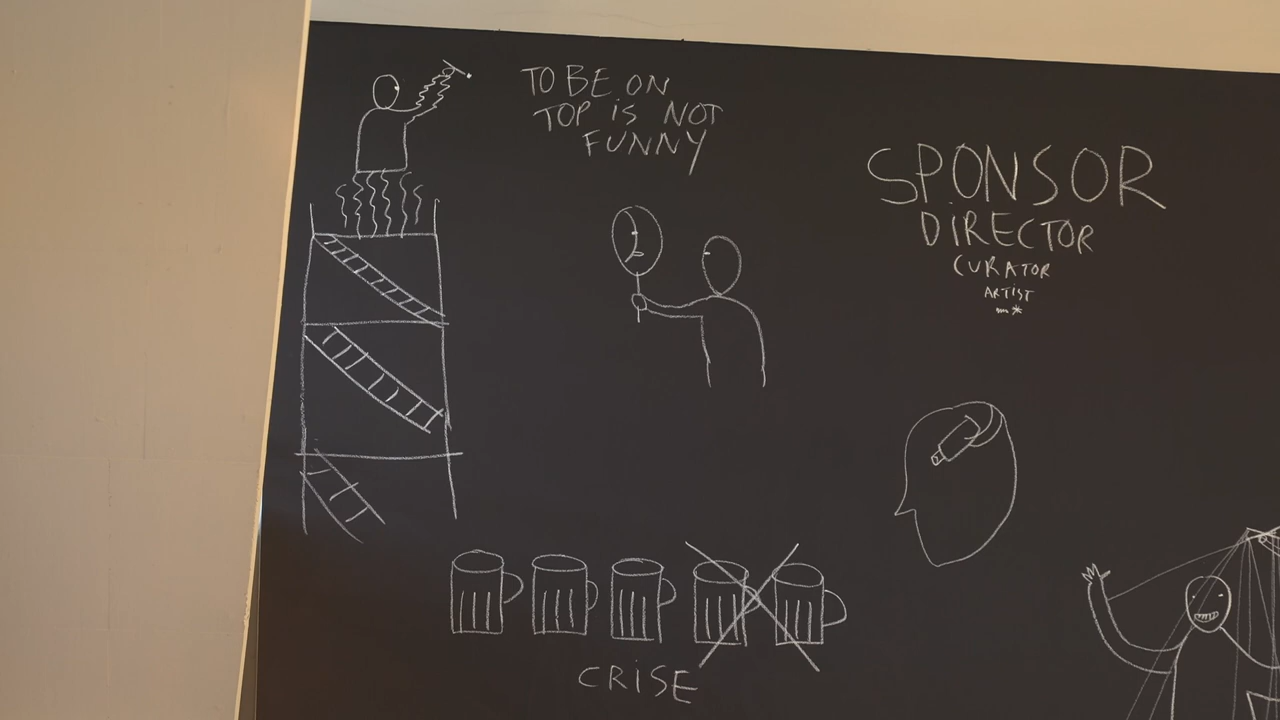 TO BE ON
TOP iS NOT
FUNNY
SPONSOR
DiRECTOR
CURATOR
ARTIST
CRiSE